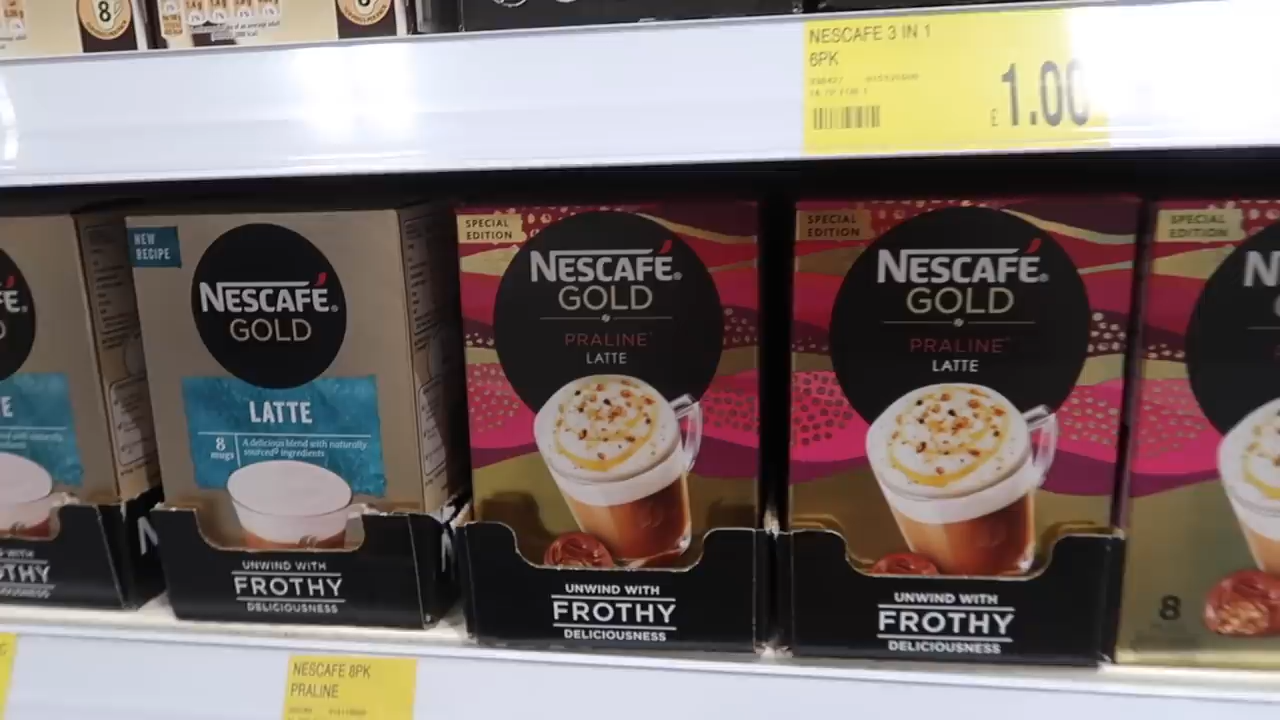 8
NESCAFE 3 IN 1
6PK
£1.00
NEW
RECIPE
NESCAFÉ.
GOLD
LATTE
8
mugs
A delicious blend with naturally
sourced ingredients
UNWIND WITH
FROTHY
DELICIOUSNESS
SPECIAL
EDITION
NESCAFÉ.
GOLD
PRALINE
LATTE
UNWIND WITH
FROTHY
DELICIOUSNESS
SPECIAL
EDITION
NESCAFÉ.
GOLD
PRALINE
LATTE
UNWIND WITH
FROTHY
DELICIOUSNESS
SPECIAL
EDITION
N
8
NESCAFE 8PK
PRALINE